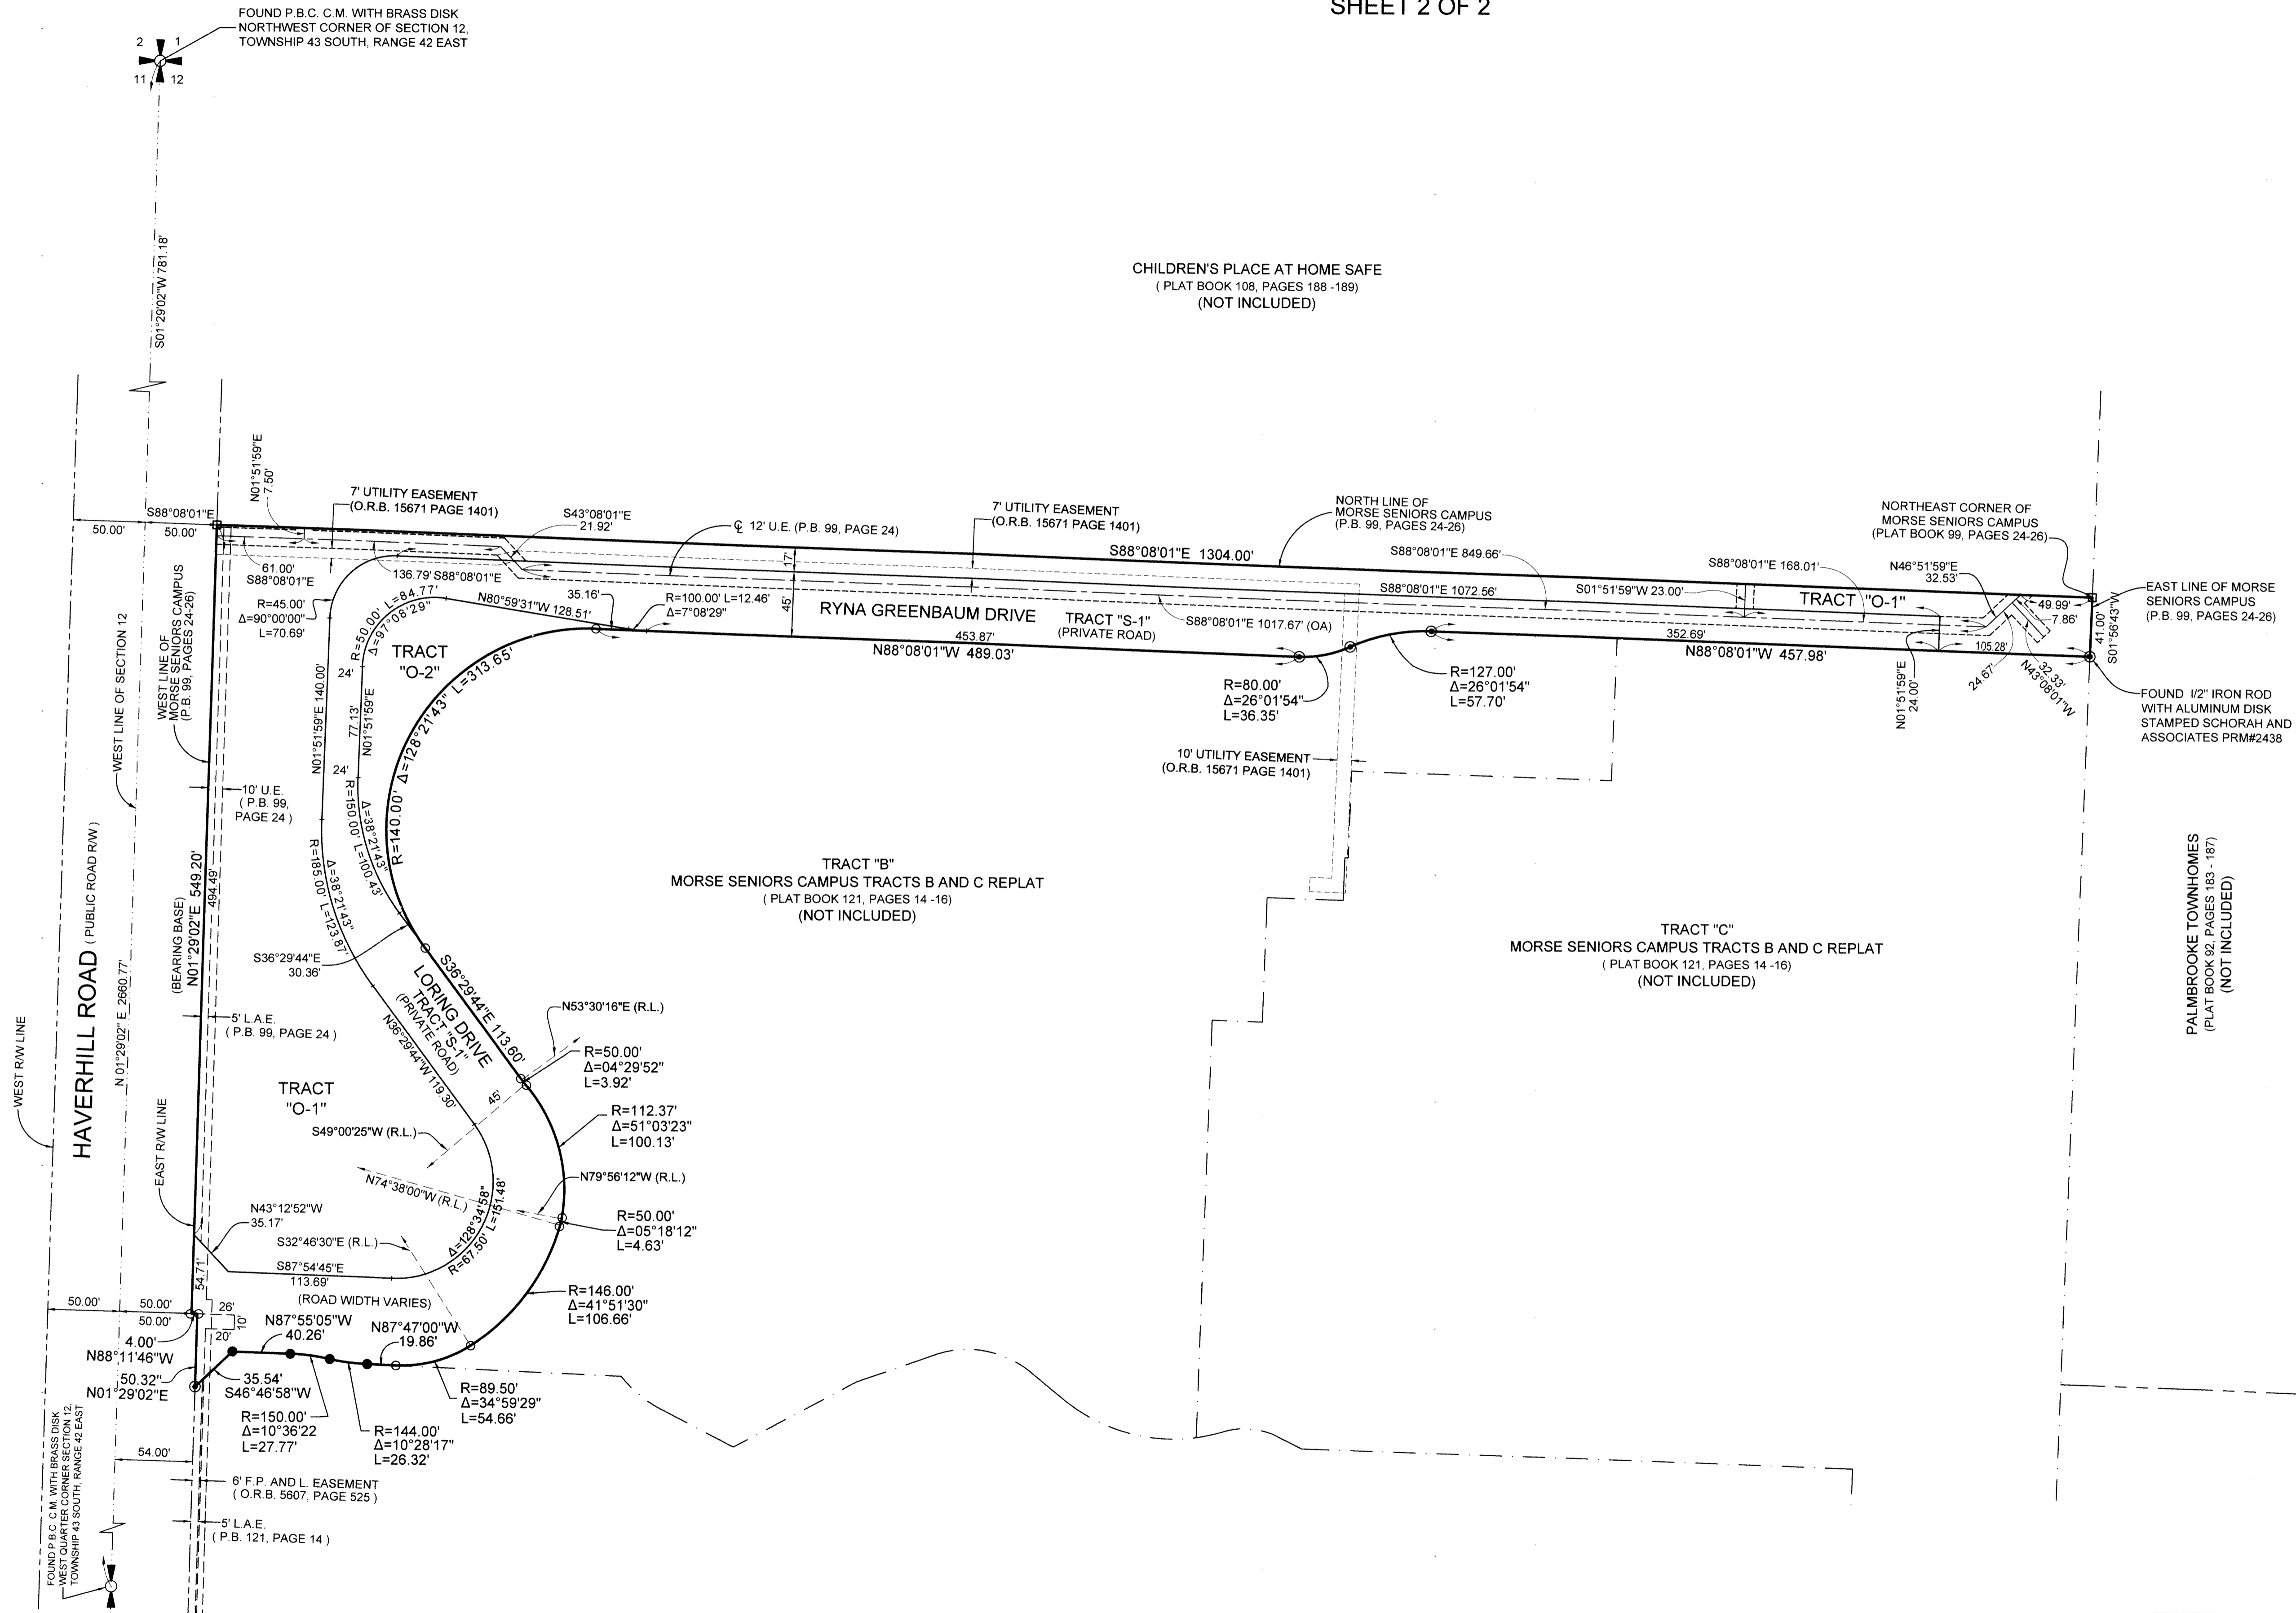 SHEET 2 OF 2
FOUND P.B.C. C.M. WITH BRASS DISK
NORTHWEST CORNER OF SECTION 12,
TOWNSHIP 43 SOUTH, RANGE 42 EAST
2 1
11 12
S01°29'02"W 781.18'
CHILDREN'S PLACE AT HOME SAFE
( PLAT BOOK 108, PAGES 188 -189)
(NOT INCLUDED)
N01°51'59"E
7.50'
7' UTILITY EASEMENT
(O.R.B. 15671 PAGE 1401)
S43°08'01"E
21.92'
℄ 12' U.E. (P.B. 99, PAGE 24)
7' UTILITY EASEMENT
(O.R.B. 15671 PAGE 1401)
NORTH LINE OF
MORSE SENIORS CAMPUS
(P.B. 99, PAGES 24-26)
NORTHEAST CORNER OF
MORSE SENIORS CAMPUS
(PLAT BOOK 99, PAGES 24-26)
S88°08'01"E
50.00'
50.00'
S88°08'01"E 1304.00'
17'
45'
S88°08'01"E 849.66'
S88°08'01"E 168.01'
N46°51'59"E
32.53'
EAST LINE OF MORSE
SENIORS CAMPUS
(P.B. 99, PAGES 24-26)
61.00'
S88°08'01"E
136.79' S88°08'01"E
R=45.00'
Δ=90°00'00"
L=70.69'
R=50.00' L=84.77'
Δ=97°08'29"
N80°59'31"W 128.51'
35.16'
R=100.00' L=12.46'
Δ=7°08'29"
RYNA GREENBAUM DRIVE
TRACT "S-1"
(PRIVATE ROAD)
S88°08'01"E 1017.67' (OA)
S88°08'01"E 1072.56'
S01°51'59"W 23.00'
TRACT "O-1"
49.99'
7.86'
41.00'
S01°56'43"W
453.87'
N88°08'01"W 489.03'
352.69'
N88°08'01"W 457.98'
105.28'
N01°51'59"E
24.00'
24.67'
32.33'
N43°08'01"W
FOUND 1/2" IRON ROD
WITH ALUMINUM DISK
STAMPED SCHORAH AND
ASSOCIATES PRM#2438
R=80.00'
Δ=26°01'54"
L=36.35'
R=127.00'
Δ=26°01'54"
L=57.70'
10' UTILITY EASEMENT
(O.R.B. 15671 PAGE 1401)
WEST LINE OF
MORSE SENIORS CAMPUS
(P.B. 99, PAGES 24-26)
WEST LINE OF SECTION 12
TRACT
"O-2"
24'
24'
N01°51'59"E 140.00'
77.13'
N01°51'59"E
R=140.00' Δ=128°21'43" L=313.65'
R=150.00' L=100.43'
Δ=38°21'43"
R=185.00' L=123.87'
Δ=38°21'43"
10' U.E.
( P.B. 99,
PAGE 24 )
(BEARING BASE)
N01°29'02"E 549.20'
494.49'
HAVERHILL ROAD ( PUBLIC ROAD R/W )
N 01°29'02" E 2660.77'
WEST R/W LINE
EAST R/W LINE
TRACT "B"
MORSE SENIORS CAMPUS TRACTS B AND C REPLAT
( PLAT BOOK 121, PAGES 14 -16)
(NOT INCLUDED)
TRACT "C"
MORSE SENIORS CAMPUS TRACTS B AND C REPLAT
( PLAT BOOK 121, PAGES 14 -16)
(NOT INCLUDED)
PALMBROOKE TOWNHOMES
(PLAT BOOK 92, PAGES 183 - 187)
(NOT INCLUDED)
S36°29'44"E
30.36'
5' L.A.E.
( P.B. 99, PAGE 24 )
S36°29'44"E 113.60'
LORING DRIVE
TRACT "S-1"
(PRIVATE ROAD)
N36°29'44"W 119.30'
N53°30'16"E (R.L.)
R=50.00'
Δ=04°29'52"
L=3.92'
45'
TRACT
"O-1"
S49°00'25"W (R.L.)
R=112.37'
Δ=51°03'23"
L=100.13'
N79°56'12"W (R.L.)
N74°38'00"W (R.L.)
R=50.00'
Δ=05°18'12"
L=4.63'
N43°12'52"W
35.17'
S32°46'30"E (R.L.)
Δ=128°34'58"
R=67.50' L=151.48'
S87°54'45"E
113.69'
(ROAD WIDTH VARIES)
R=146.00'
Δ=41°51'30"
L=106.66'
54.71'
50.00'
50.00'
50.00'
26'
10'
20'
4.00'
N88°11'46"W
N87°55'05"W
40.26'
N87°47'00"W
19.86'
50.32"
N01°29'02"E
35.54'
S46°46'58"W
R=150.00'
Δ=10°36'22
L=27.77'
R=144.00'
Δ=10°28'17"
L=26.32'
R=89.50'
Δ=34°59'29"
L=54.66'
54.00'
6' F.P. AND L. EASEMENT
( O.R.B. 5607, PAGE 525 )
5' L.A.E.
( P.B. 121, PAGE 14 )
FOUND P.B.C. C.M. WITH BRASS DISK
WEST QUARTER CORNER SECTION 12,
TOWNSHIP 43 SOUTH, RANGE 42 EAST